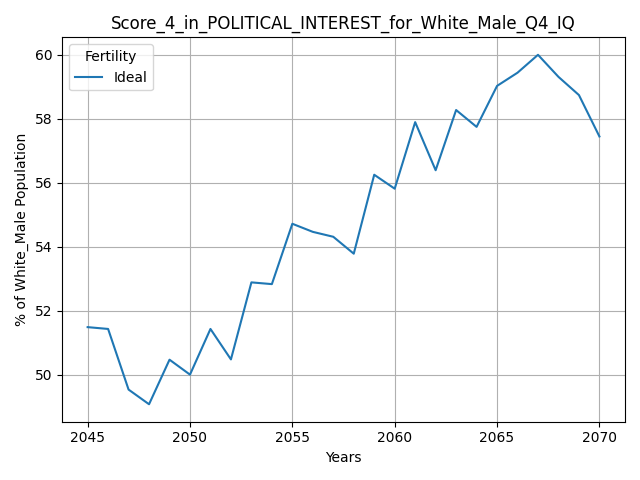 Score_4_in_POLITICAL_INTEREST_for_White_Male_Q4_IQ
Fertility
Ideal
% of White_Male Population
60
58
56
54
52
50
2045
2050
2055
2060
2065
2070
Years